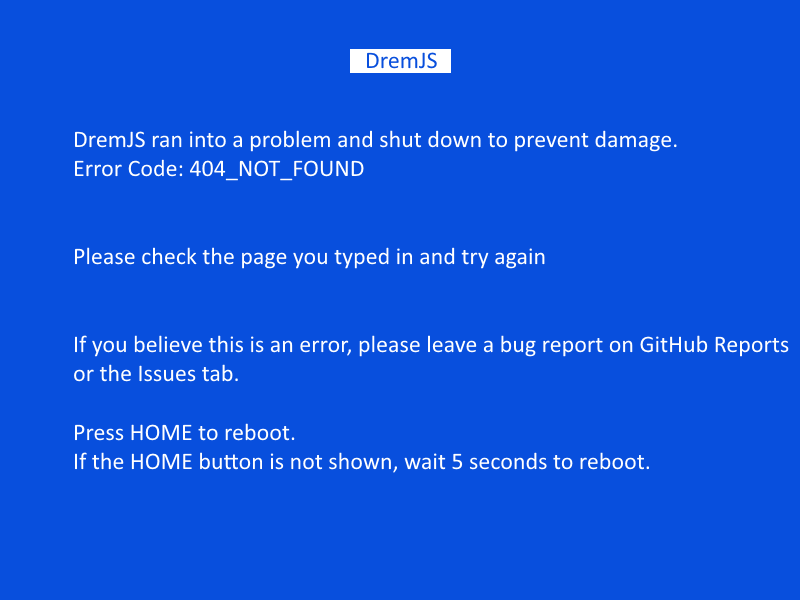 DremJS
DremJS ran into a problem and shut down to prevent damage.
Error Code: 404_NOT_FOUND
Please check the page you typed in and try again
If you believe this is an error, please leave a bug report on GitHub Reports
or the Issues tab.
Press HOME to reboot.
If the HOME button is not shown, wait 5 seconds to reboot.